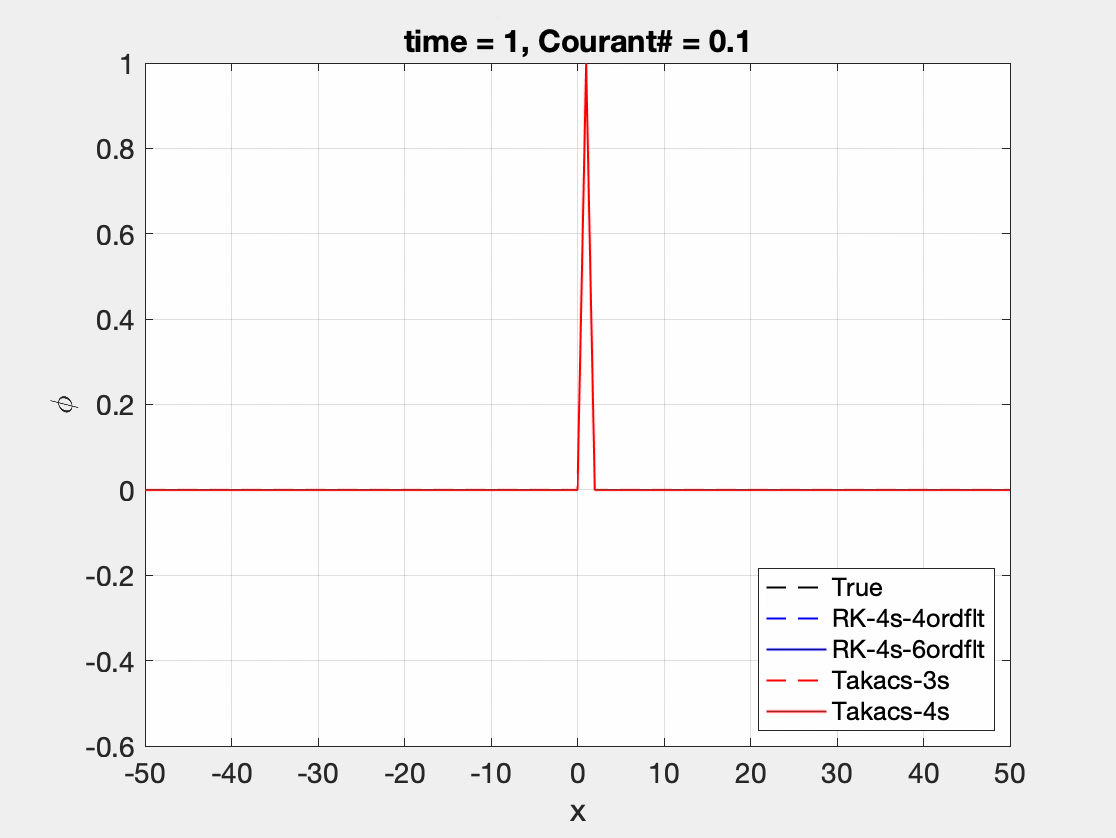 time = 1, Courant# = 0.1
1
0.8
0.6
0.4
0.2
0
-0.2
-0.4
-0.6
ϕ
-50 -40 -30 -20 -10 0 10 20 30 40 50
x
True
RK-4s-4ordflt
RK-4s-6ordflt
Takacs-3s
Takacs-4s